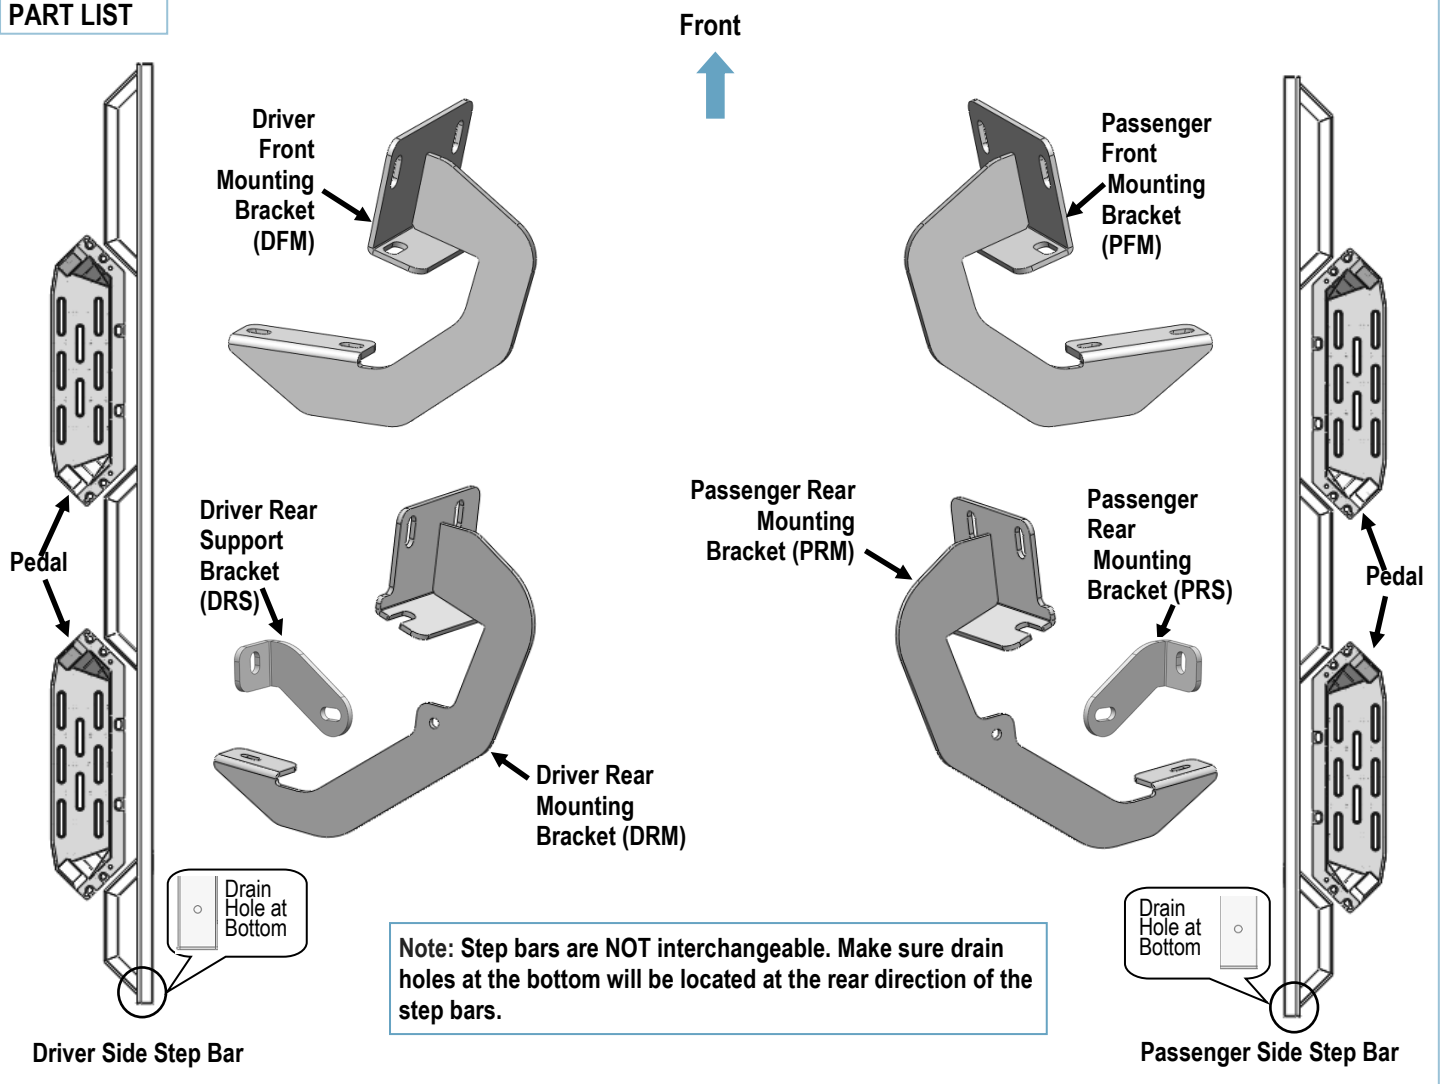 PART LIST
Front
Driver
Front
Mounting
Bracket
(DFM)
Passenger
Front
Mounting
Bracket
(PFM)
Driver Rear
Support
Bracket
(DRS)
Passenger Rear
Mounting
Bracket (PRM)
Passenger
Rear
Mounting
Bracket (PRS)
Pedal
Pedal
Driver Rear
Mounting
Bracket (DRM)
Drain
Hole at
Bottom
Drain
Hole at
Bottom
Note: Step bars are NOT interchangeable. Make sure drain
holes at the bottom will be located at the rear direction of the
step bars.
Driver Side Step Bar
Passenger Side Step Bar